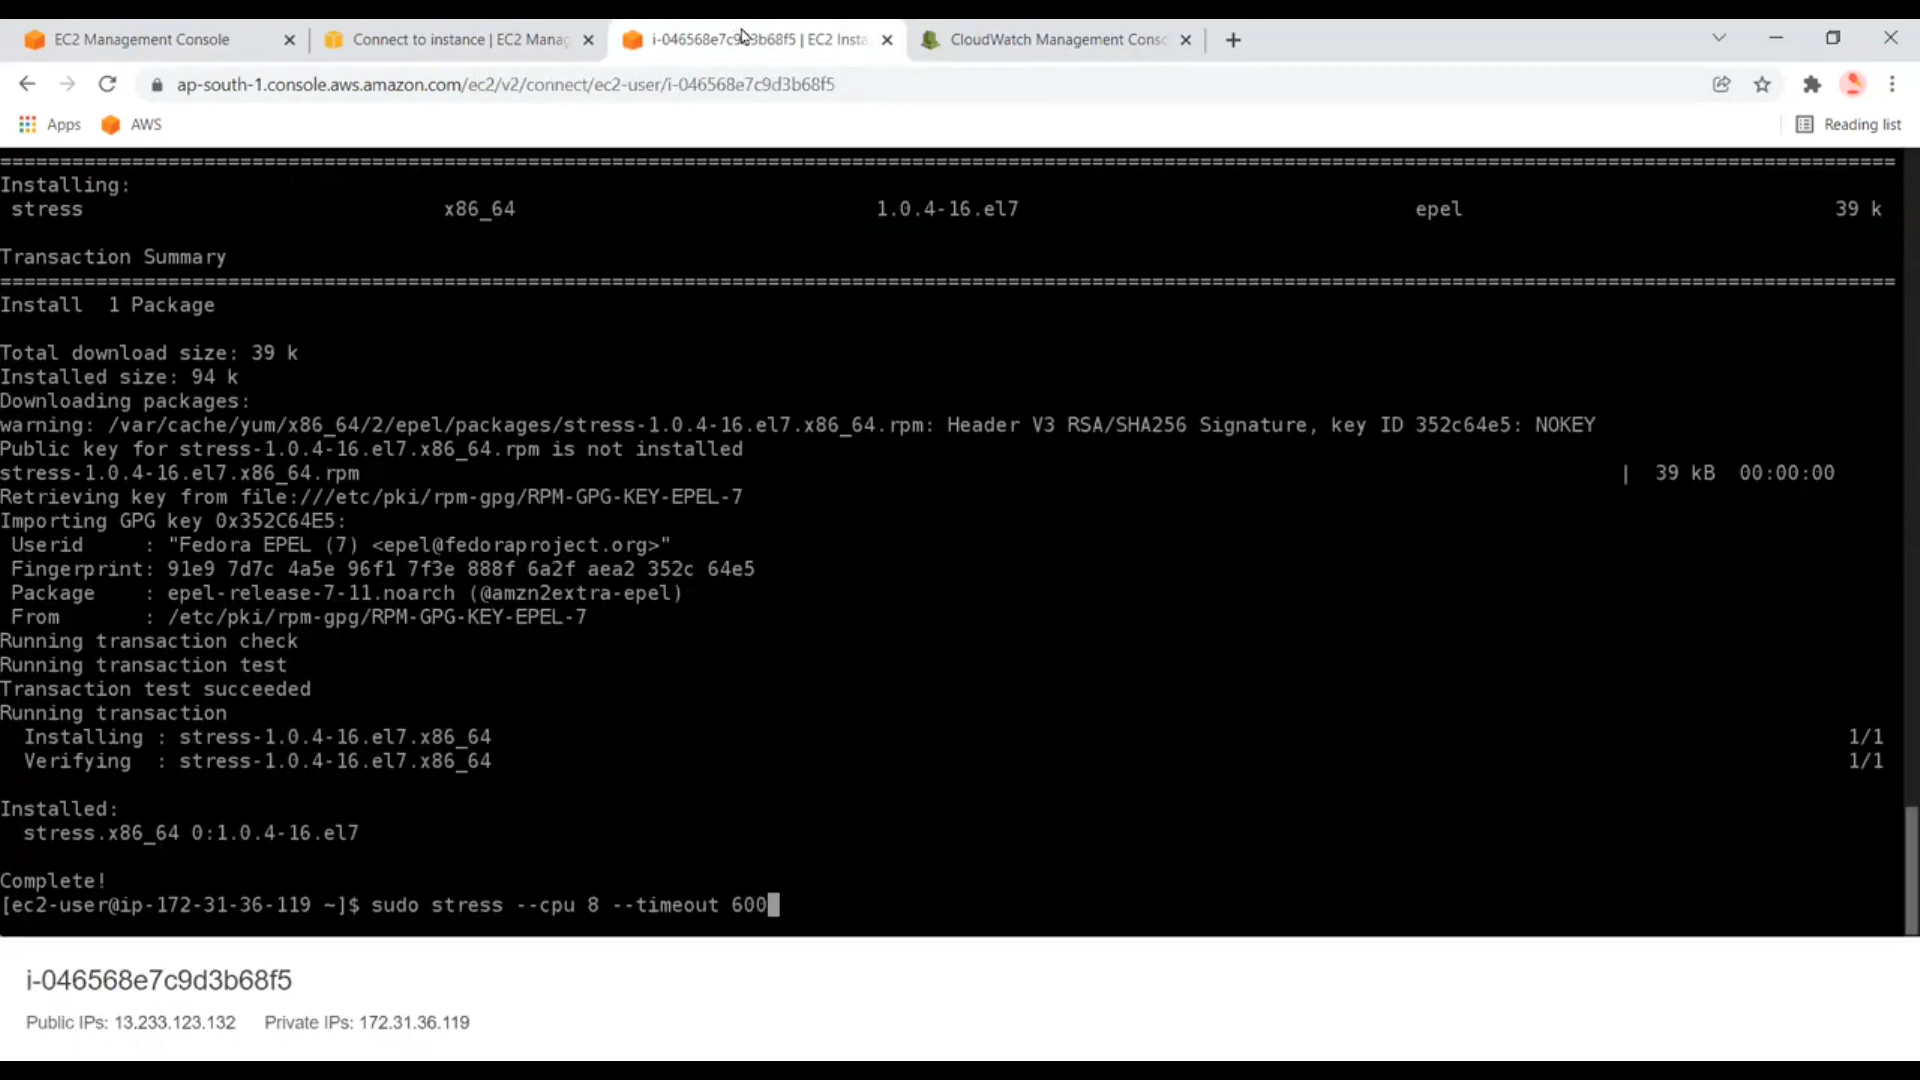 EC2 Management Console
Connect to instance | EC2 Manag
i-046568e7c9d3b68f5 | EC2 Insta
CloudWatch Management Consc
ap-south-1.console.aws.amazon.com/ec2/v2/connect/ec2-user/i-046568e7c9d3b68f5
Apps
AWS
Reading list
================================================================================
Installing:
stress x86_64 1.0.4-16.el7 epel 39 k
Transaction Summary
================================================================================
Install 1 Package
Total download size: 39 k
Installed size: 94 k
Downloading packages:
warning: /var/cache/yum/x86_64/2/epel/packages/stress-1.0.4-16.el7.x86_64.rpm: Header V3 RSA/SHA256 Signature, key ID 352c64e5: NOKEY
Public key for stress-1.0.4-16.el7.x86_64.rpm is not installed
stress-1.0.4-16.el7.x86_64.rpm | 39 kB 00:00:00
Retrieving key from file:///etc/pki/rpm-gpg/RPM-GPG-KEY-EPEL-7
Importing GPG key 0x352C64E5:
Userid : "Fedora EPEL (7) <epel@fedoraproject.org>"
Fingerprint: 91e9 7d7c 4a5e 96f1 7f3e 888f 6a2f aea2 352c 64e5
Package : epel-release-7-11.noarch (@amzn2extra-epel)
From : /etc/pki/rpm-gpg/RPM-GPG-KEY-EPEL-7
Running transaction check
Running transaction test
Transaction test succeeded
Running transaction
Installing : stress-1.0.4-16.el7.x86_64 1/1
Verifying : stress-1.0.4-16.el7.x86_64 1/1
Installed:
stress.x86_64 0:1.0.4-16.el7
Complete!
[ec2-user@ip-172-31-36-119 ~]$ sudo stress --cpu 8 --timeout 600
i-046568e7c9d3b68f5
Public IPs: 13.233.123.132 Private IPs: 172.31.36.119